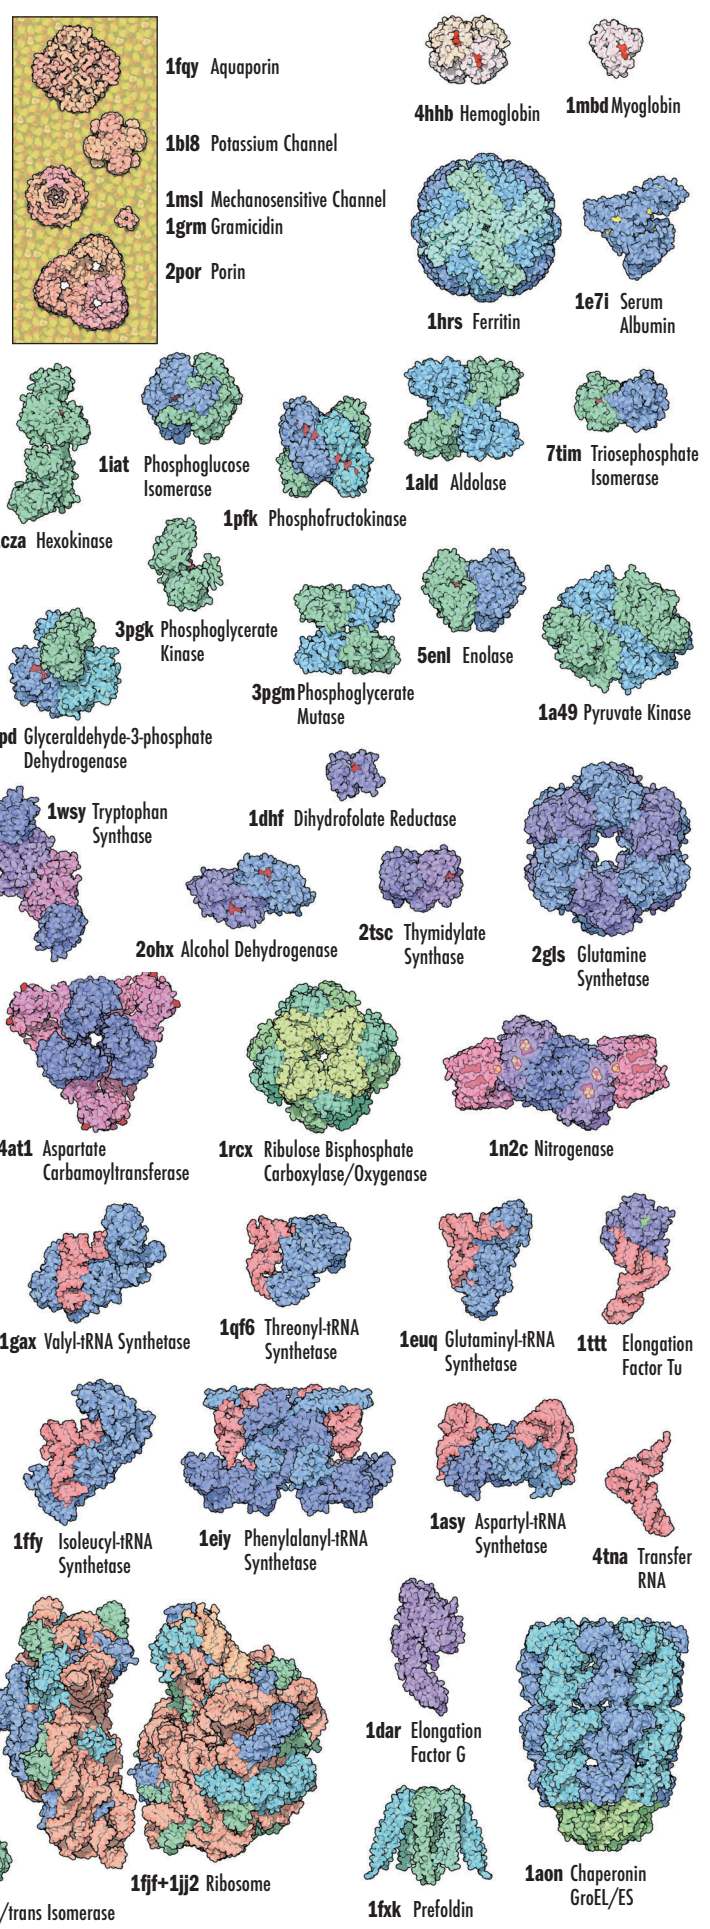 1fqy Aquaporin
1bl8 Potassium Channel
1msl Mechanosensitive Channel
1grm Gramicidin
2por Porin
4hhb Hemoglobin
1mbd Myoglobin
1hrs Ferritin
1e7i Serum
Albumin
cza Hexokinase
1iat Phosphoglucose
Isomerase
1pfk Phosphofructokinase
1ald Aldolase
7tim Triosephosphate
Isomerase
3pgk Phosphoglycerate
Kinase
3pgm Phosphoglycerate
Mutase
5enl Enolase
1a49 Pyruvate Kinase
pd Glyceraldehyde-3-phosphate
Dehydrogenase
1wsy Tryptophan
Synthase
1dhf Dihydrofolate Reductase
2ohx Alcohol Dehydrogenase
2tsc Thymidylate
Synthase
2gls Glutamine
Synthetase
4at1 Aspartate
Carbamoyltransferase
1rcx Ribulose Bisphosphate
Carboxylase/Oxygenase
1n2c Nitrogenase
1gax Valyl-tRNA Synthetase
1qf6 Threonyl-tRNA
Synthetase
1euq Glutaminyl-tRNA
Synthetase
1ttt Elongation
Factor Tu
1ffy Isoleucyl-tRNA
Synthetase
1eiy Phenylalanyl-tRNA
Synthetase
1asy Aspartyl-tRNA
Synthetase
4tna Transfer
RNA
1fjf+1jj2 Ribosome
1dar Elongation
Factor G
1fxk Prefoldin
1aon Chaperonin
GroEL/ES
/trans Isomerase